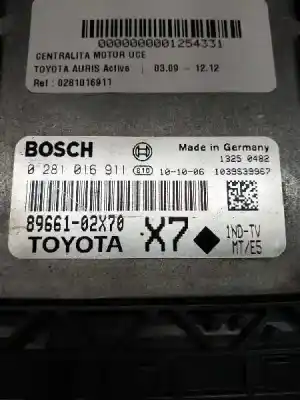 0000000001254331
CENTRALITA MOTOR UCE
TOYOTA AURIS Active | 03.09 - 12.12
Ref : 0281016911
BOSCH Made in Germany
1325 0482
0 281 016 911 010 10-10-06 1039S39967
89661-02X70
TOYOTA X7
1ND-TV
MT/E5